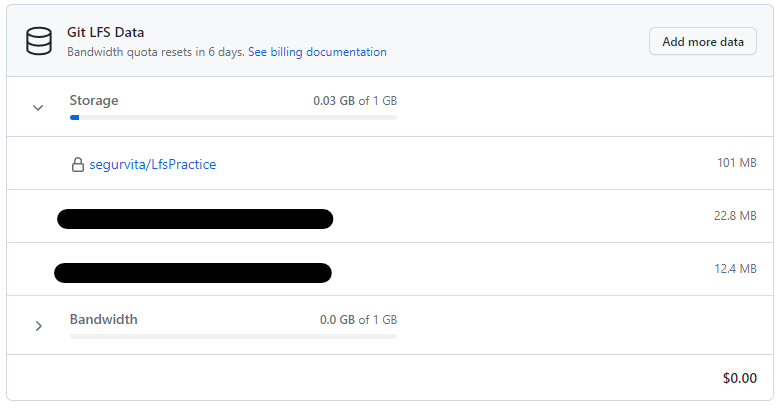 Git LFS Data
Bandwidth quota resets in 6 days. See billing documentation
Add more data
Storage 0.03 GB of 1 GB
segurvita/LfsPractice 101 MB
22.8 MB
12.4 MB
Bandwidth 0.0 GB of 1 GB
$0.00